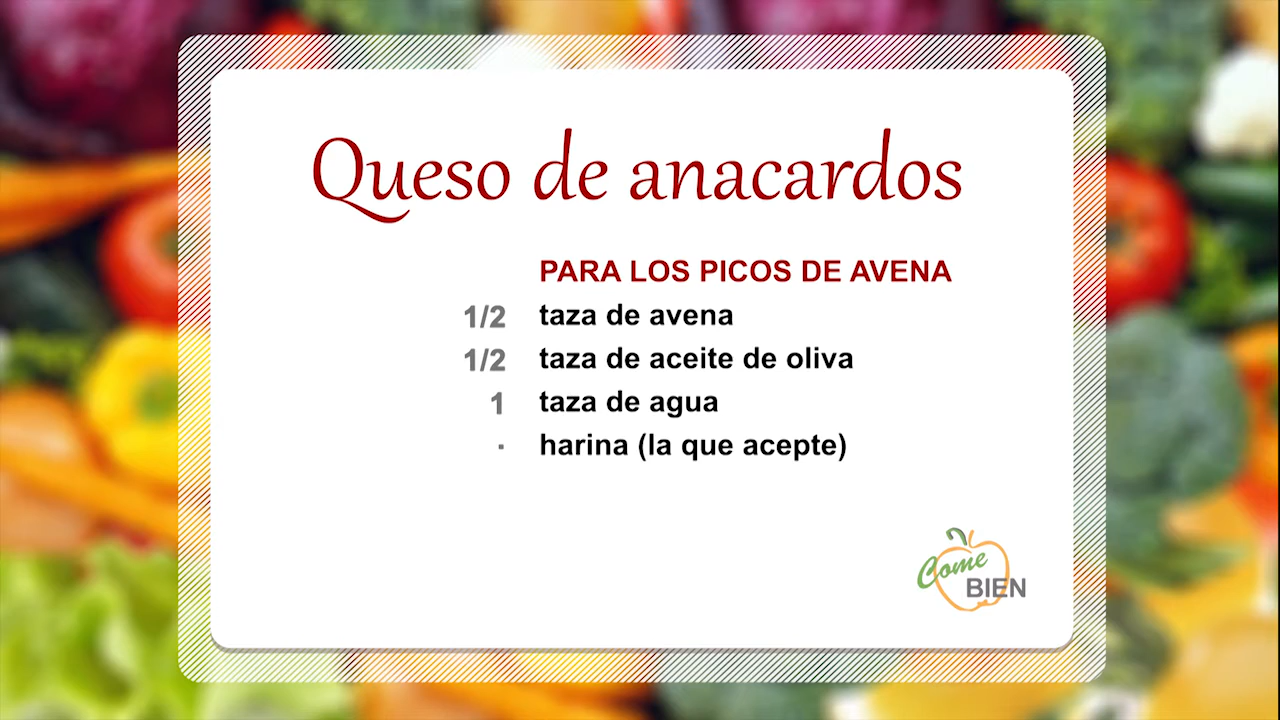 Queso de anacardos
PARA LOS PICOS DE AVENA
1/2 taza de avena
1/2 taza de aceite de oliva
1 taza de agua
· harina (la que acepte)
Come
BIEN